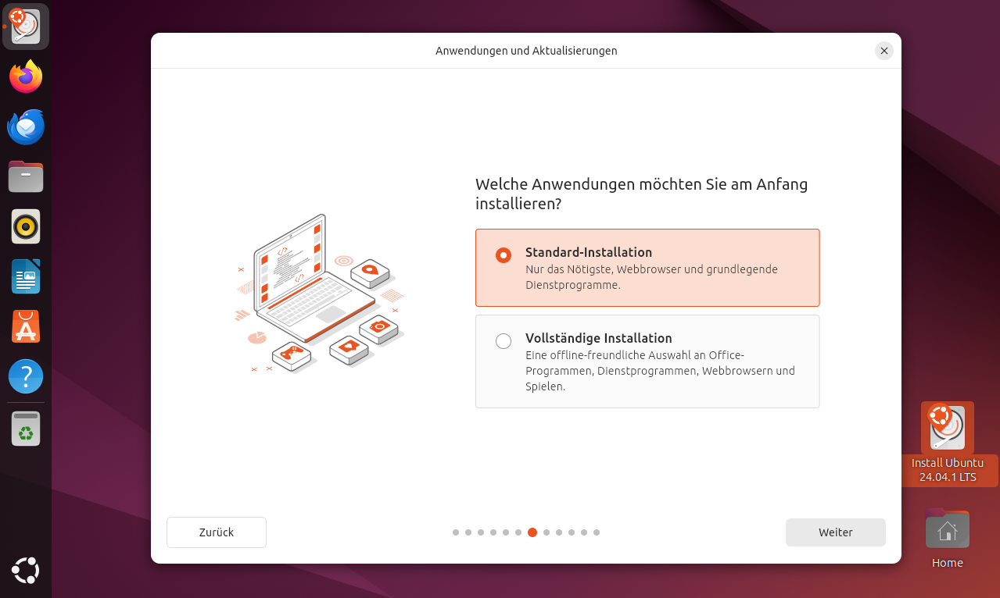 Anwendungen und Aktualisierungen
Welche Anwendungen möchten Sie am Anfang
installieren?
Standard-Installation
Nur das Nötigste, Webbrowser und grundlegende
Dienstprogramme.
Vollständige Installation
Eine offline-freundliche Auswahl an Office-
Programmen, Dienstprogrammen, Webbrowsern und
Spielen.
Install Ubuntu
24.04.1 LTS
Zurück
Weiter
Home